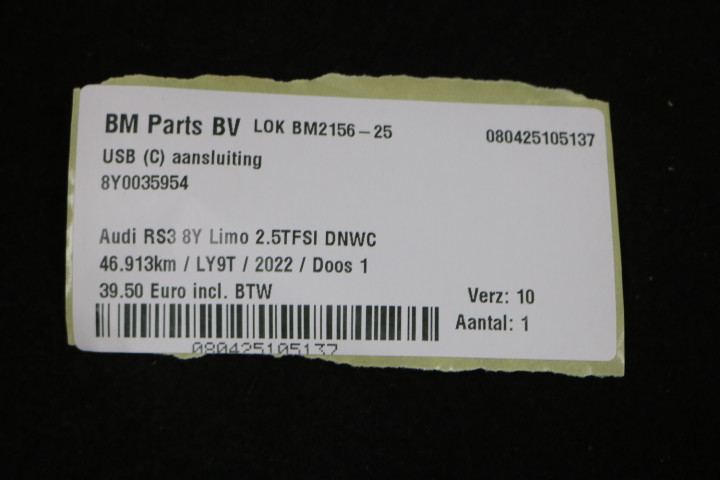 BM Parts BV LOK BM2156-25 080425105137
USB (C) aansluiting
8Y0035954
Audi RS3 8Y Limo 2.5TFSI DNWC
46.913km / LY9T / 2022 / Doos 1
39.50 Euro incl. BTW Verz: 10
Aantal: 1
080425105137